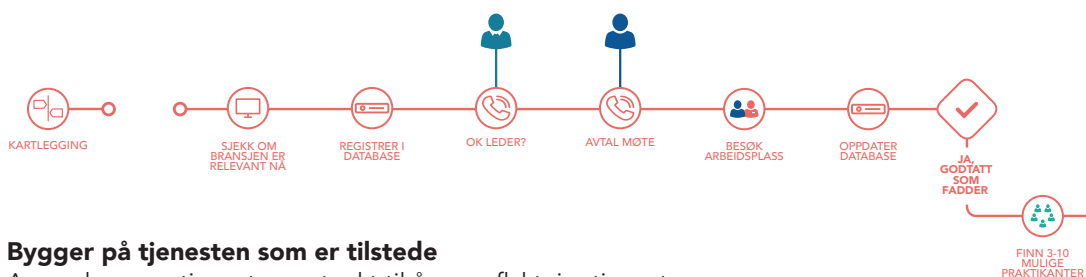 KARTLEGGING
SJEKK OM
BRANSJEN ER
RELEVANT NÅ
REGISTRER I
DATABASE
OK LEDER?
AVTAL MØTE
BESØK
ARBEIDSPLASS
OPPDATER
DATABASE
JA,
GODTATT
SOM
FADDER
FINN 3-10
MULIGE
PRAKTIKANTER
Bygger på tjenesten som er tilstede